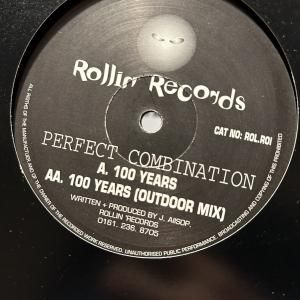 Rollin' Records
CAT NO: ROL.R01
PERFECT COMBINATION
A. 100 YEARS
AA. 100 YEARS (OUTDOOR MIX)
WRITTEN + PRODUCED BY J. AllSOP.
ROLLIN 'RECORDS
0161. 236. 8705
ALL RIGHTS OF THE MANUFACTURER AND OF THE OWNER OF THE RECORDED WORK RESERVED. UNAUTHORISED PUBLIC PERFORMANCE, BROADCASTING AND COPYING OF THIS PROHIBITED